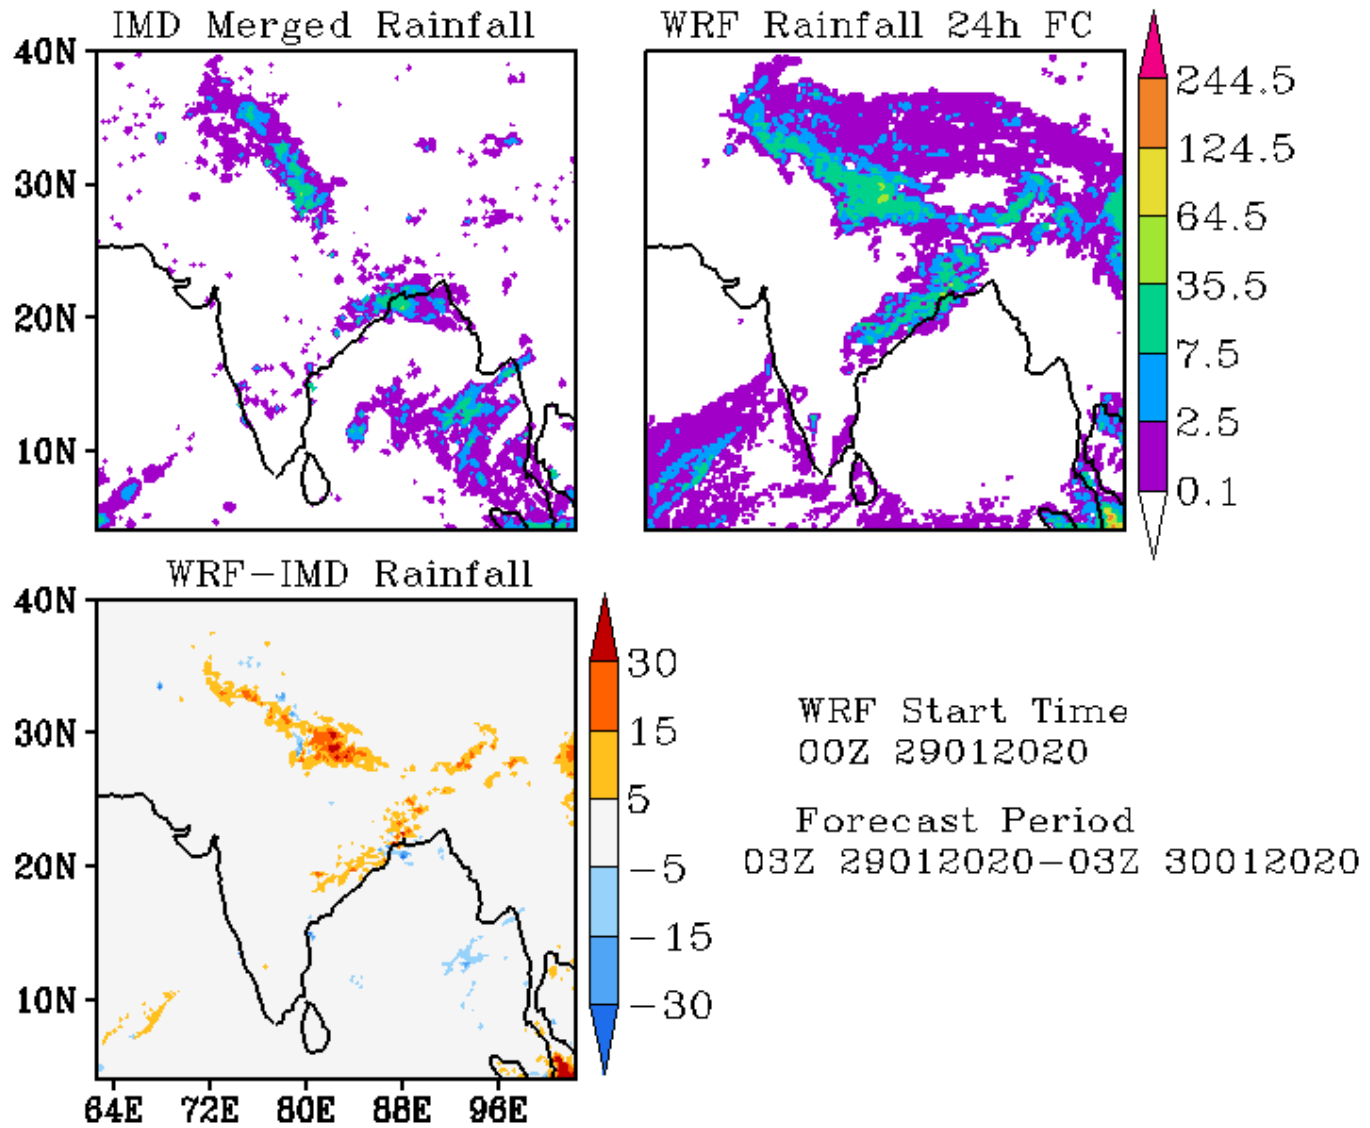 IMD Merged Rainfall
WRF Rainfall 24h FC
40N
30N
20N
10N
244.5
124.5
64.5
35.5
7.5
2.5
0.1
WRF-IMD Rainfall
40N
30N
20N
10N
64E 72E 80E 88E 96E
30
15
5
-5
-15
-30
WRF Start Time
00Z 29012020
Forecast Period
03Z 29012020-03Z 30012020